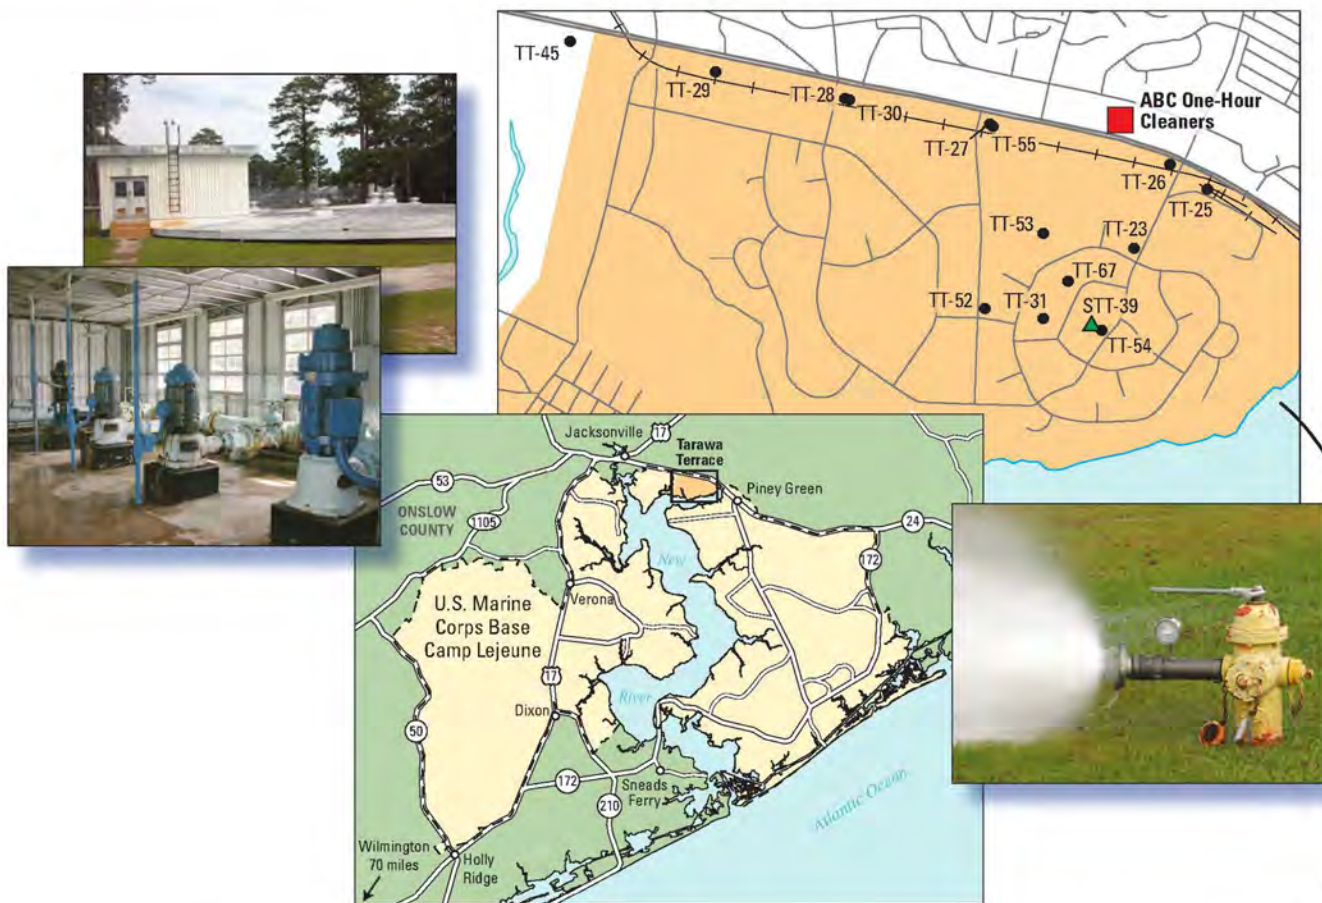 TT-45
TT-29
TT-28
TT-30
TT-27
TT-55
ABC One-Hour
Cleaners
TT-26
TT-25
TT-53
TT-23
TT-67
TT-52
TT-31
STT-39
TT-54
Jacksonville
17
Tarawa
Terrace
Piney Green
53
ONSLOW
COUNTY
1105
24
172
New
Verona
U.S. Marine
Corps Base
Camp Lejeune
17
River
Dixon
50
172
Sneads
Ferry
210
Atlantic Ocean
Wilmington
70 miles
Holly
Ridge